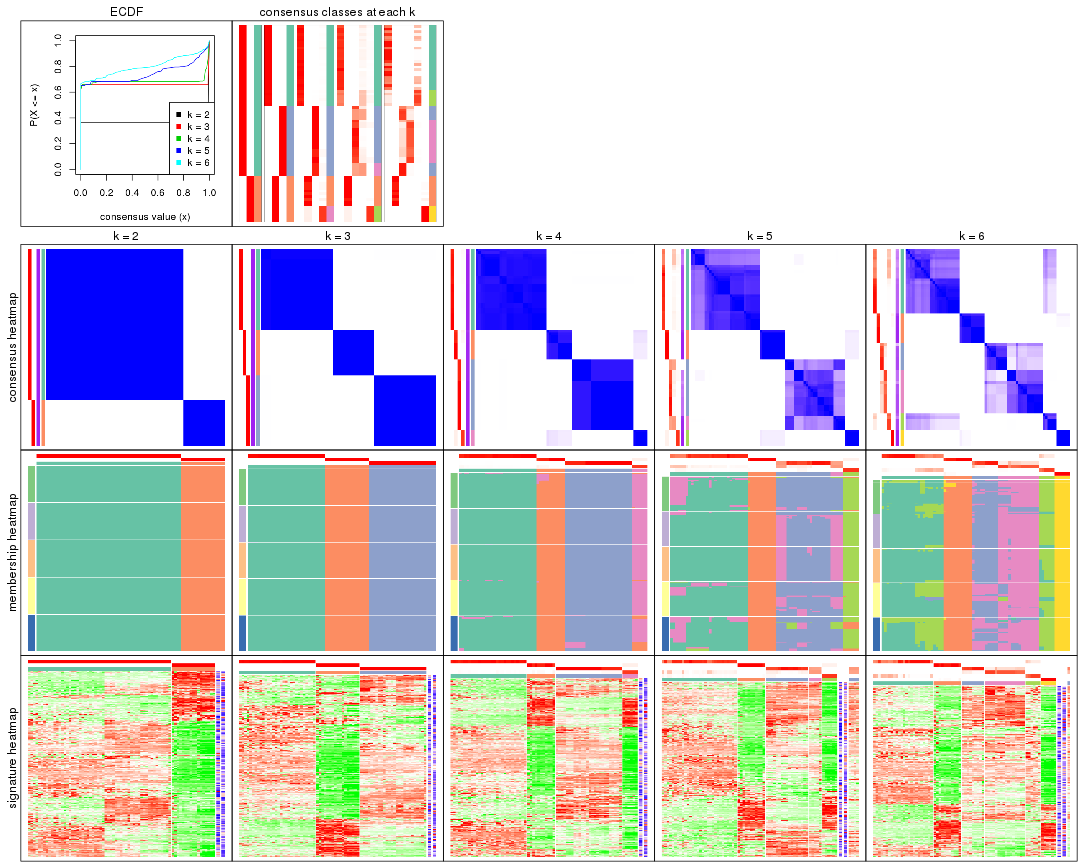 ECDF
consensus classes at each k
P(X <= x)
1.0
0.8
0.6
0.4
0.2
0.0
k = 2
k = 3
k = 4
k = 5
k = 6
0.0 0.2 0.4 0.6 0.8 1.0
consensus value (x)
k = 2
k = 3
k = 4
k = 5
k = 6
consensus heatmap
membership heatmap
signature heatmap